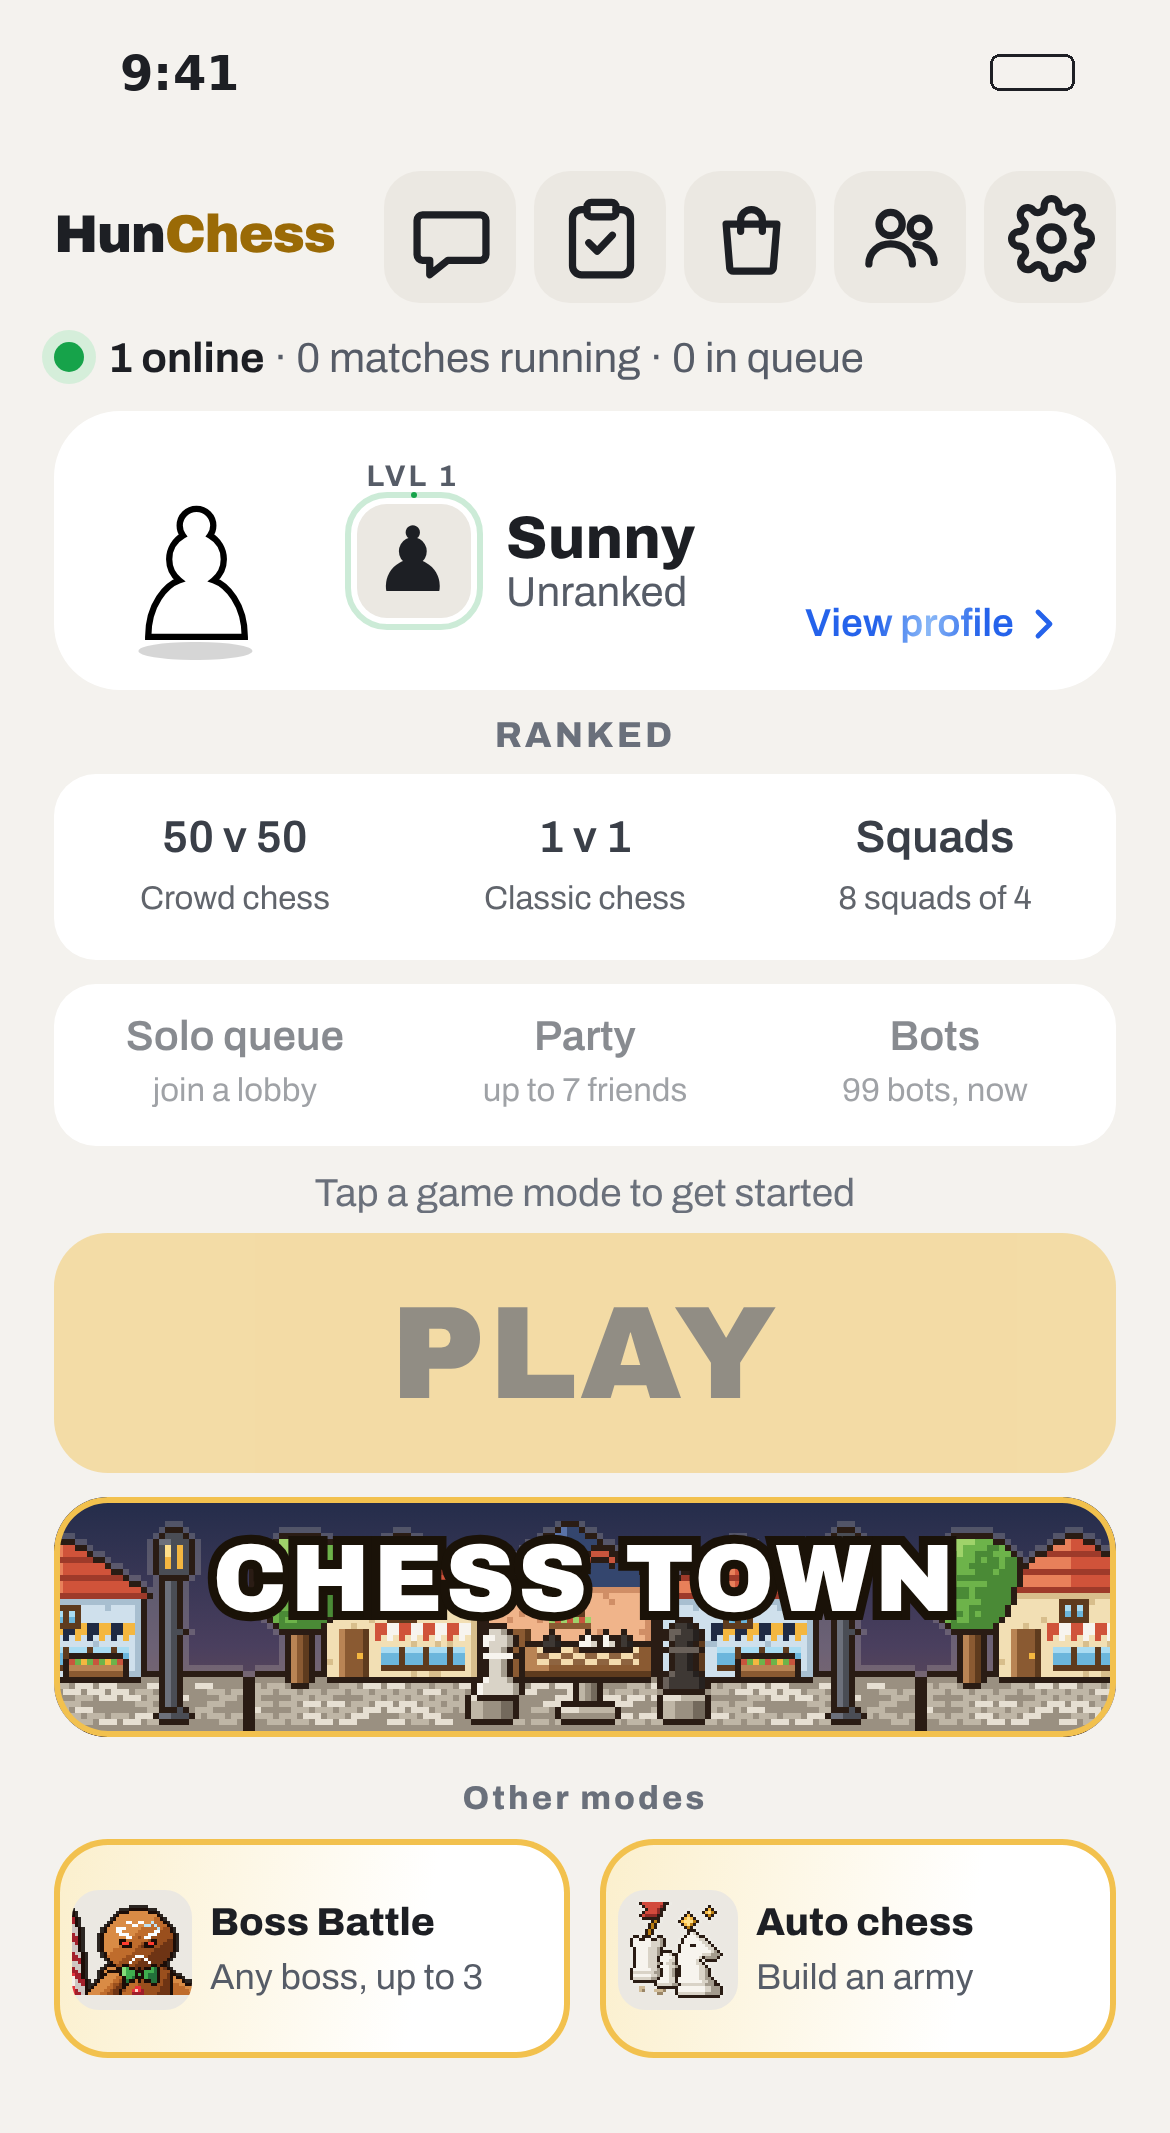 9:41
HunChess
1 online · 0 matches running · 0 in queue
LVL 1
Sunny
Unranked
View profile
RANKED
50 v 50
Crowd chess
1 v 1
Classic chess
Squads
8 squads of 4
Solo queue
join a lobby
Party
up to 7 friends
Bots
99 bots, now
Tap a game mode to get started
PLAY
CHESS TOWN
Other modes
Boss Battle
Any boss, up to 3
Auto chess
Build an army